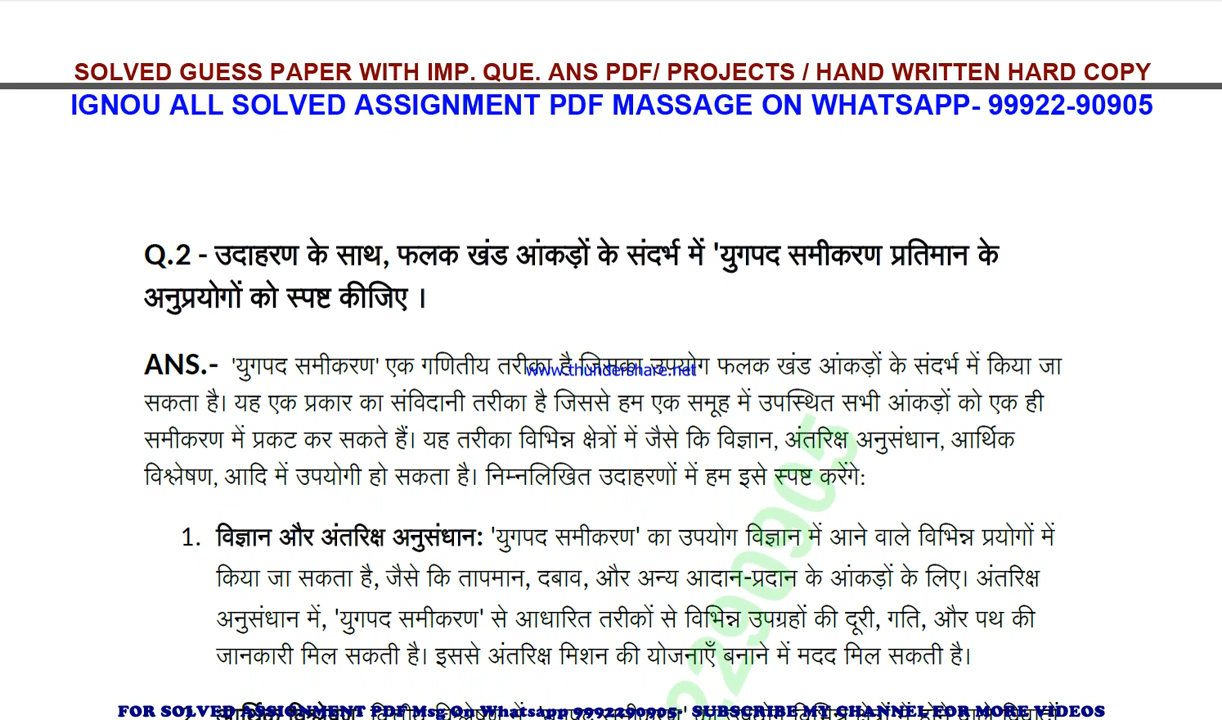 SOLVED GUESS PAPER WITH IMP. QUE. ANS PDF/ PROJECTS / HAND WRITTEN HARD COPY
IGNOU ALL SOLVED ASSIGNMENT PDF MASSAGE ON WHATSAPP- 99922-90905
Q.2 - उदाहरण के साथ, फलक खंड आंकड़ों के संदर्भ में 'युगपद समीकरण प्रतिमान के
अनुप्रयोगों को स्पष्ट कीजिए ।
ANS.- 'युगपद समीकरण' एक गणितीय तरीका है जिसका उपयोग फलक खंड आंकड़ों के संदर्भ में किया जा
www.thundershare.net
सकता है। यह एक प्रकार का संविदानी तरीका है जिससे हम एक समूह में उपस्थित सभी आंकड़ों को एक ही
समीकरण में प्रकट कर सकते हैं। यह तरीका विभिन्न क्षेत्रों में जैसे कि विज्ञान, अंतरिक्ष अनुसंधान, आर्थिक
विश्लेषण, आदि में उपयोगी हो सकता है। निम्नलिखित उदाहरणों में हम इसे स्पष्ट करेंगे:
1. विज्ञान और अंतरिक्ष अनुसंधान: 'युगपद समीकरण' का उपयोग विज्ञान में आने वाले विभिन्न प्रयोगों में
किया जा सकता है, जैसे कि तापमान, दबाव, और अन्य आदान-प्रदान के आंकड़ों के लिए। अंतरिक्ष
अनुसंधान में, 'युगपद समीकरण' से आधारित तरीकों से विभिन्न उपग्रहों की दूरी, गति, और पथ की
जानकारी मिल सकती है। इससे अंतरिक्ष मिशन की योजनाएँ बनाने में मदद मिल सकती है।
2290905
FOR SOLVED ASSIGNMENT PDF Msg On Whatsapp 9992290905- SUBSCRIBE MY CHANNEL FOR MORE VIDEOS